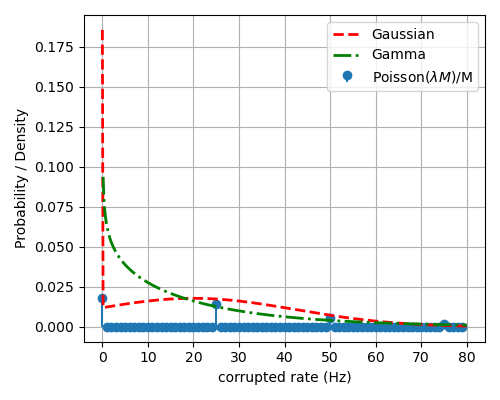 Gaussian
Gamma
Poisson(λM)/M
Probability / Density
0.175
0.150
0.125
0.100
0.075
0.050
0.025
0.000
0 10 20 30 40 50 60 70 80
corrupted rate (Hz)